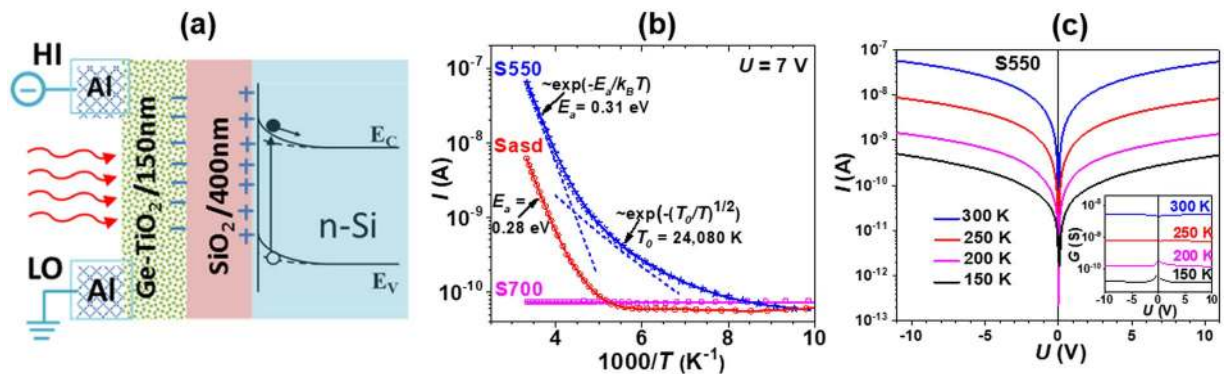 (a)
HI
−
Al
LO
Al
Ge-TiO2/150nm
SiO2/400nm
n-Si
EC
EV
(b)
I (A)
10-7
10-8
10-9
10-10
S550
Sasd
S700
U = 7 V
~exp(-Ea/kBT)
Ea = 0.31 eV
Ea =
0.28 eV
~exp(-(T0/T)1/2)
T0 = 24,080 K
4 5 6 7 8 9 10
1000/T (K-1)
(c)
I (A)
10-7
10-8
10-9
10-10
10-11
10-12
10-13
S550
300 K
250 K
200 K
150 K
G (S)
10-8
10-9
10-10
300 K
250 K
200 K
150 K
-10 0 10
U (V)
-10 -5 0 5 10
U (V)